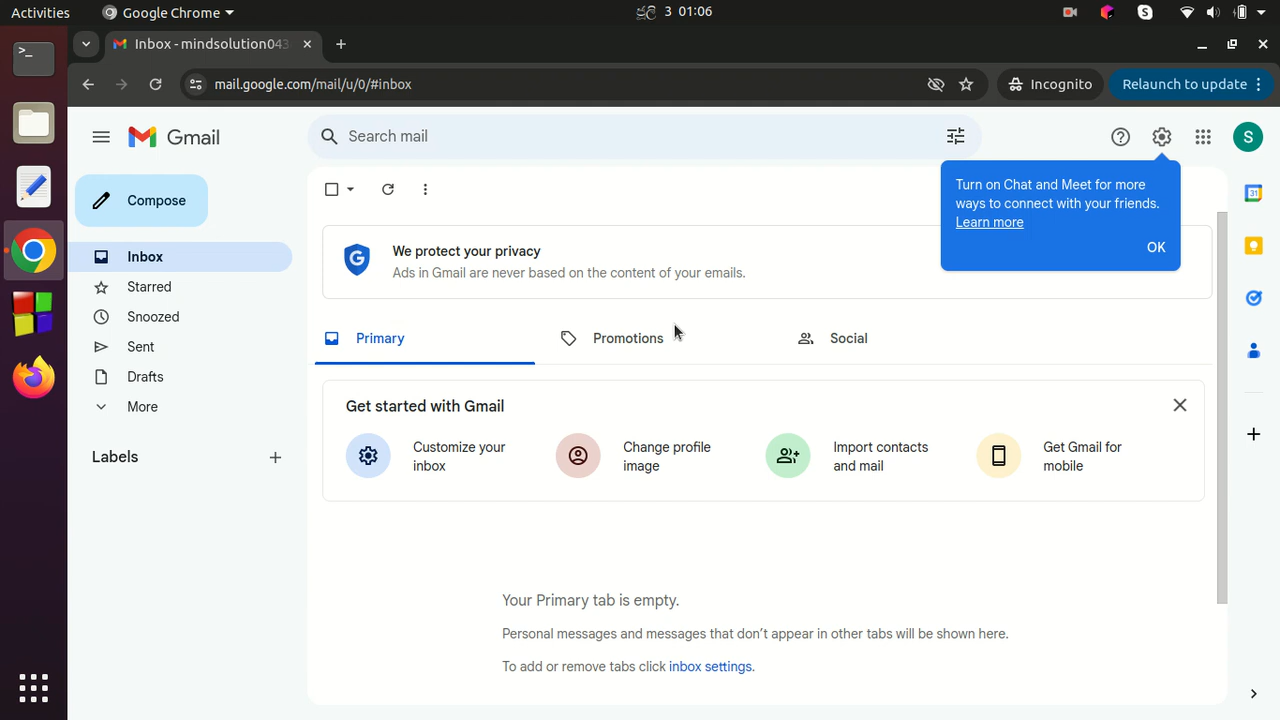 Activities
Google Chrome
ජූලි 3 01:06
Inbox - mindsolution043
mail.google.com/mail/u/0/#inbox
Incognito
Relaunch to update
Gmail
Search mail
S
Compose
Turn on Chat and Meet for more
ways to connect with your friends.
Learn more
OK
We protect your privacy
Ads in Gmail are never based on the content of your emails.
Inbox
Starred
Snoozed
Sent
Drafts
More
Labels
Primary
Promotions
Social
Get started with Gmail
Customize your
inbox
Change profile
image
Import contacts
and mail
Get Gmail for
mobile
Your Primary tab is empty.
Personal messages and messages that don't appear in other tabs will be shown here.
To add or remove tabs click inbox settings.